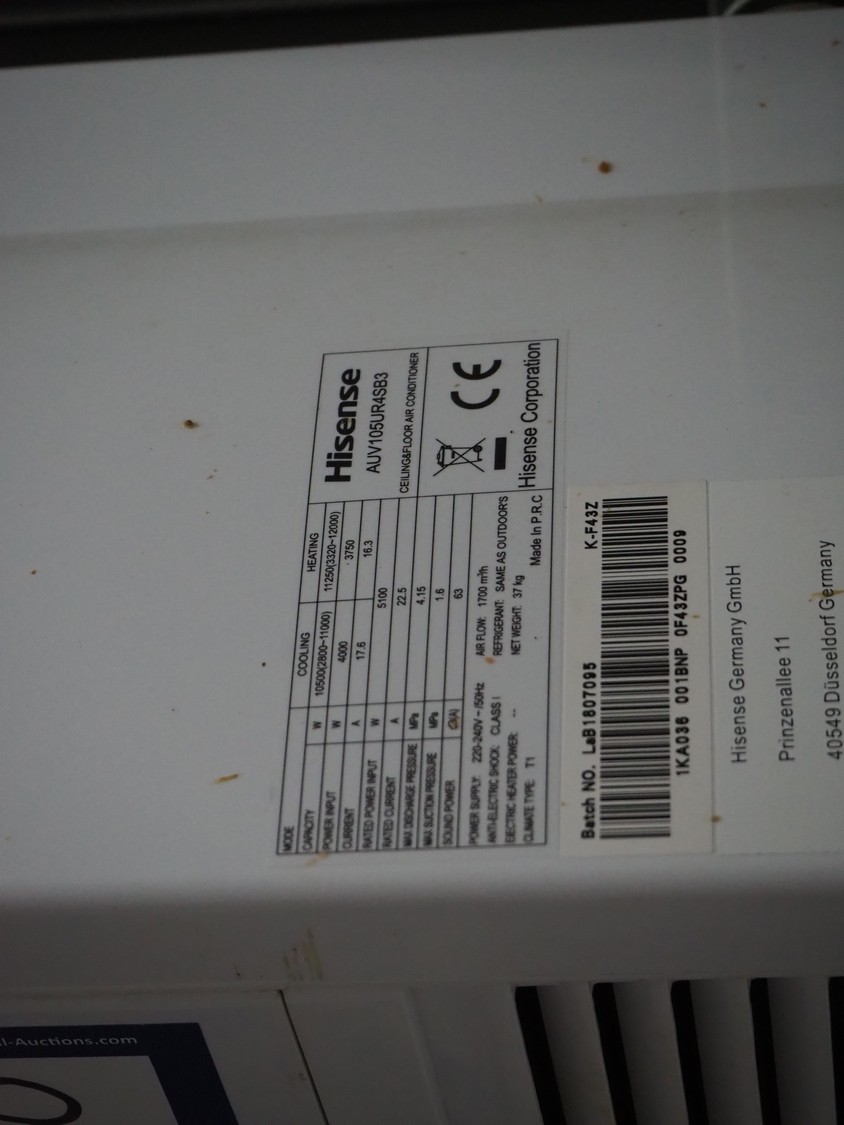 Hisense
AUV105UR4SB3
CEILING&FLOOR AIR CONDITIONER
MODE COOLING HEATING
CAPACITY W 10500(2800~11000) 11250(3320~12000)
POWER INPUT W 4000 3750
CURRENT A 17.6 16.3
RATED POWER INPUT W 5100
RATED CURRENT A 22.5
MAX. DISCHARGE PRESSURE MPa 4.15
MAX. SUCTION PRESSURE MPa 1.6
SOUND POWER dB(A) 63
POWER SUPPLY: 220-240V~/50Hz AIR FLOW: 1700 m³/h
ANTI-ELECTRIC SHOCK: CLASS I REFRIGERANT: SAME AS OUTDOOR'S
ELECTRIC HEATER POWER: -- NET WEIGHT: 37 kg
CLIMATE TYPE: T1 Made In P.R.C
CE
Hisense Corporation
Batch NO. LaB1807095 K-F43Z
1KA036 001BNP 0F43ZPG 0009
Hisense Germany GmbH
Prinzenallee 11
40549 Düsseldorf Germany
l-Auctions.com